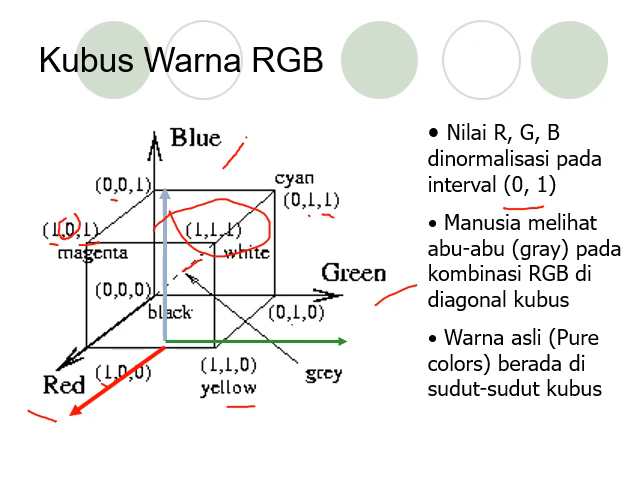 Kubus Warna RGB
Blue
cyan
(0,0,1)
(0,1,1)
(1,0,1)
(1,1,1)
magenta
white
Green
(0,0,0)
black
(0,1,0)
Red
(1,0,0)
(1,1,0)
yellow
grey
• Nilai R, G, B
dinormalisasi pada
interval (0, 1)
• Manusia melihat
abu-abu (gray) pada
kombinasi RGB di
diagonal kubus
• Warna asli (Pure
colors) berada di
sudut-sudut kubus